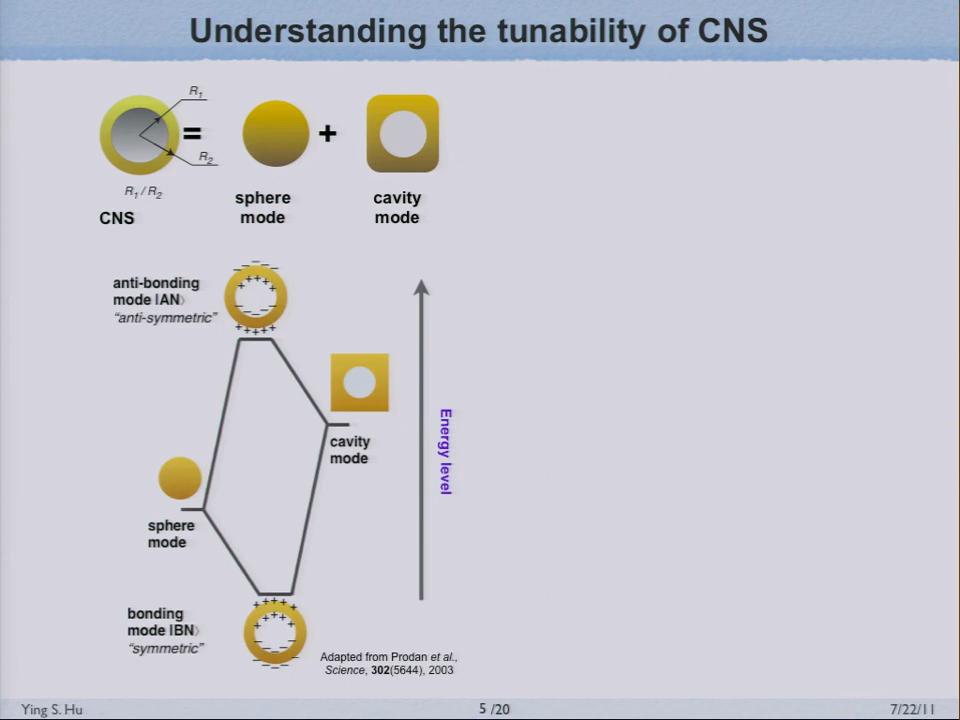 Understanding the tunability of CNS
R1
=
+
R2
R1 / R2
CNS
sphere
mode
cavity
mode
anti-bonding
mode |AN〉
“anti-symmetric”
cavity
mode
Energy level
sphere
mode
bonding
mode |BN〉
“symmetric”
Adapted from Prodan et al.,
Science, 302(5644), 2003
Ying S. Hu
5 /20
7/22/11